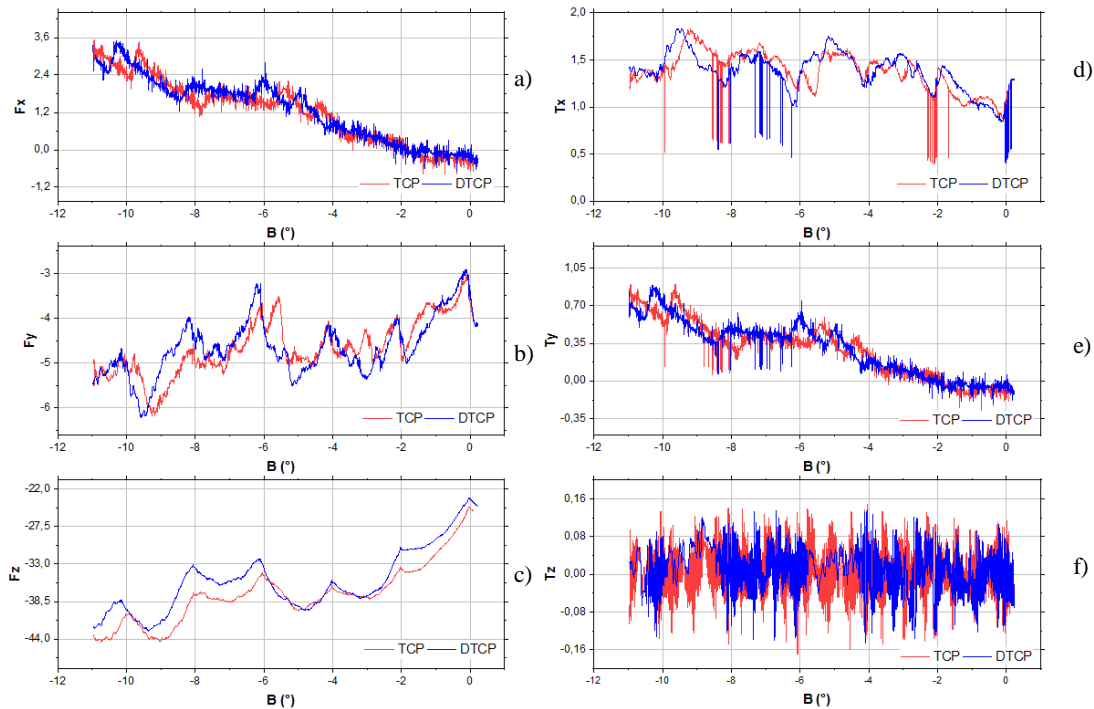 3,6
2,4
1,2
0,0
-1,2
Fx
TCP DTCP
-12 -10 -8 -6 -4 -2 0
B (°)
a)
2,0
1,5
1,0
0,5
0,0
Tx
TCP DTCP
-12 -10 -8 -6 -4 -2 0
B (°)
d)
-3
-4
-5
-6
Fy
TCP DTCP
-12 -10 -8 -6 -4 -2 0
B (°)
b)
1,05
0,70
0,35
0,00
-0,35
Ty
TCP DTCP
-12 -10 -8 -6 -4 -2 0
B (°)
e)
-22,0
-27,5
-33,0
-38,5
-44,0
Fz
TCP DTCP
-12 -10 -8 -6 -4 -2 0
B (°)
c)
0,16
0,08
0,00
-0,08
-0,16
Tz
TCP DTCP
-12 -10 -8 -6 -4 -2 0
B (°)
f)